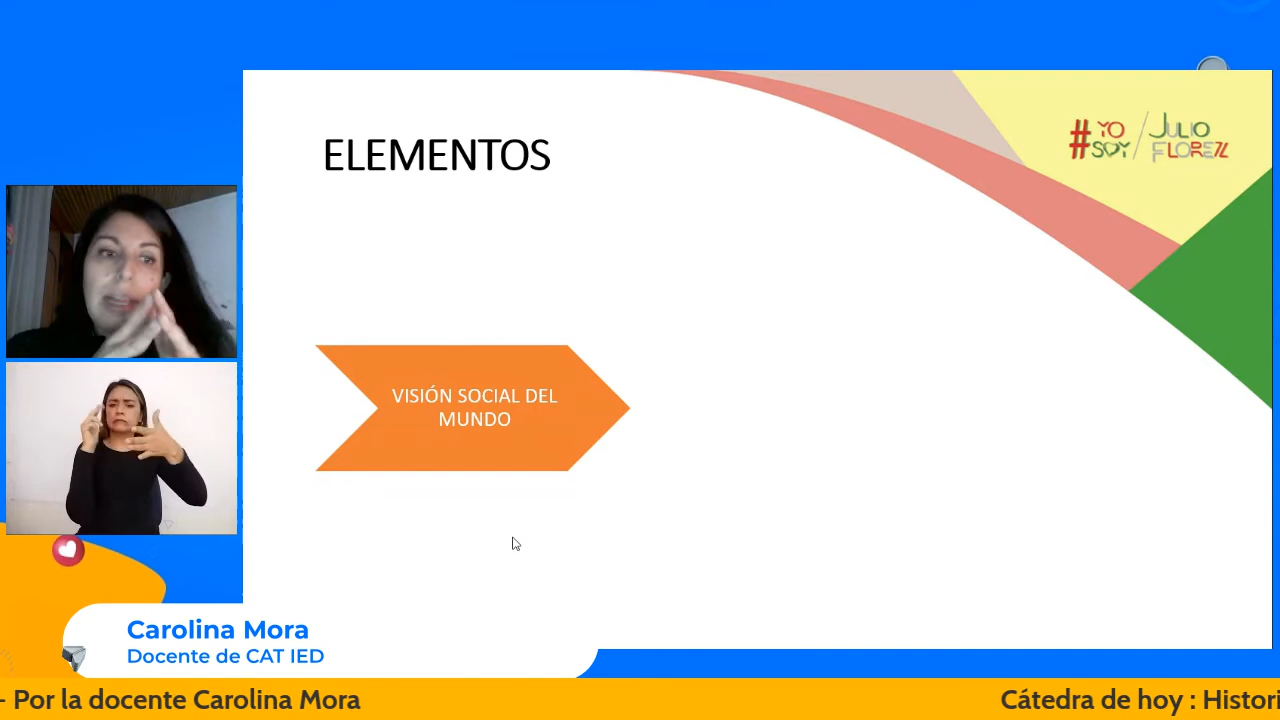 ELEMENTOS
#YO SOY / JULIO FLOREZ
VISIÓN SOCIAL DEL
MUNDO
Carolina Mora
Docente de CAT IED
- Por la docente Carolina Mora
Cátedra de hoy : Histori